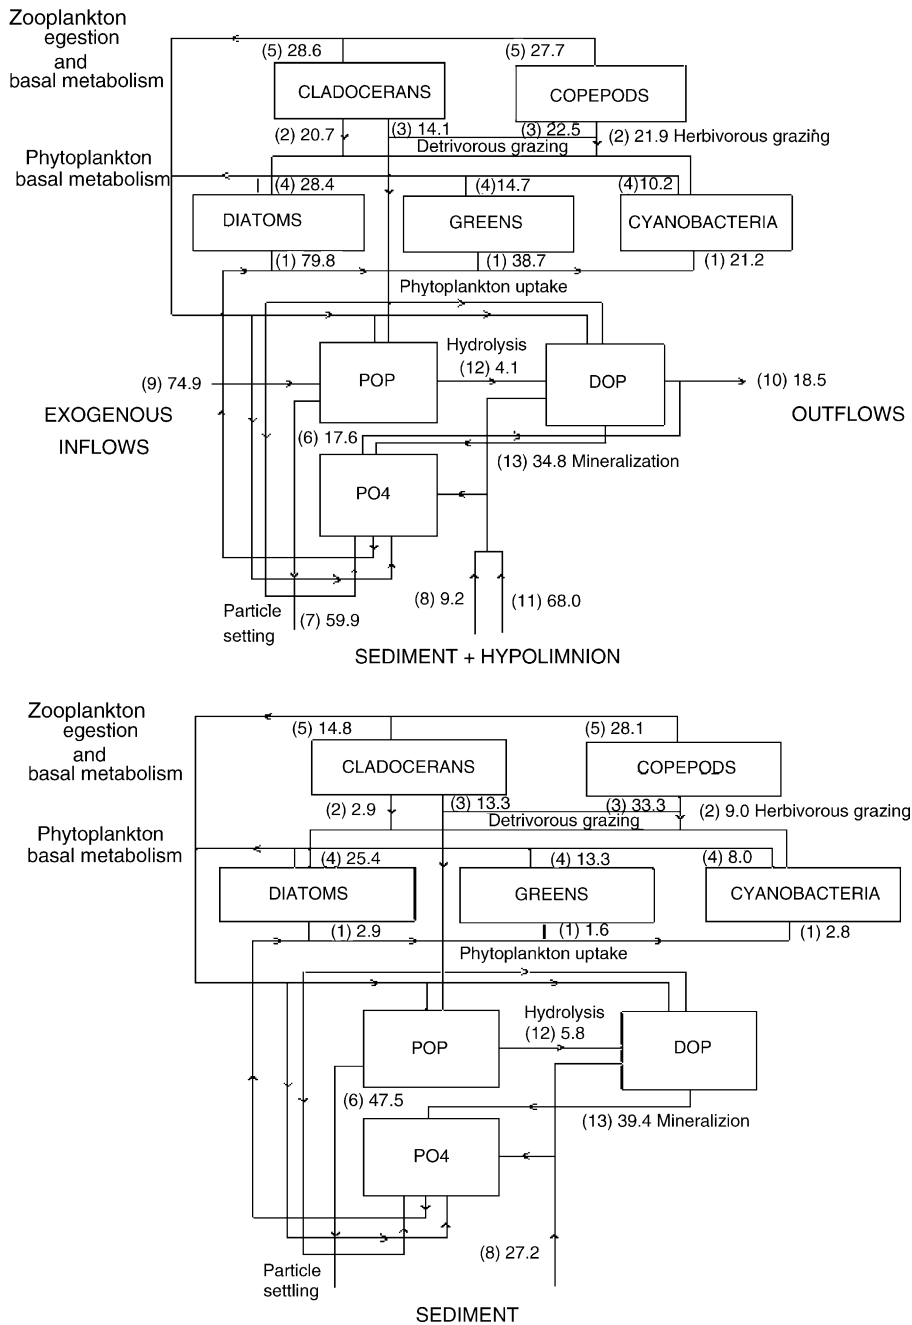 Zooplankton
egestion
and
basal metabolism
(5) 28.6
(5) 27.7
CLADOCERANS
COPEPODS
(2) 20.7
(3) 14.1
(3) 22.5
(2) 21.9 Herbivorous grazing
Detrivorous grazing
Phytoplankton
basal metabolism
(4) 28.4
(4)14.7
(4)10.2
DIATOMS
GREENS
CYANOBACTERIA
(1) 79.8
(1) 38.7
(1) 21.2
Phytoplankton uptake
Hydrolysis
(12) 4.1
POP
DOP
(9) 74.9
(10) 18.5
EXOGENOUS
INFLOWS
OUTFLOWS
(6) 17.6
(13) 34.8 Mineralization
PO4
(8) 9.2
(11) 68.0
Particle
setting
(7) 59.9
SEDIMENT + HYPOLIMNION
Zooplankton
egestion
and
basal metabolism
(5) 14.8
(5) 28.1
CLADOCERANS
COPEPODS
(2) 2.9
(3) 13.3
(3) 33.3
(2) 9.0 Herbivorous grazing
Detrivorous grazing
Phytoplankton
basal metabolism
(4) 25.4
(4) 13.3
(4) 8.0
DIATOMS
GREENS
CYANOBACTERIA
(1) 2.9
(1) 1.6
(1) 2.8
Phytoplankton uptake
Hydrolysis
(12) 5.8
POP
DOP
(6) 47.5
(13) 39.4 Mineralizion
PO4
(8) 27.2
Particle
settling
SEDIMENT